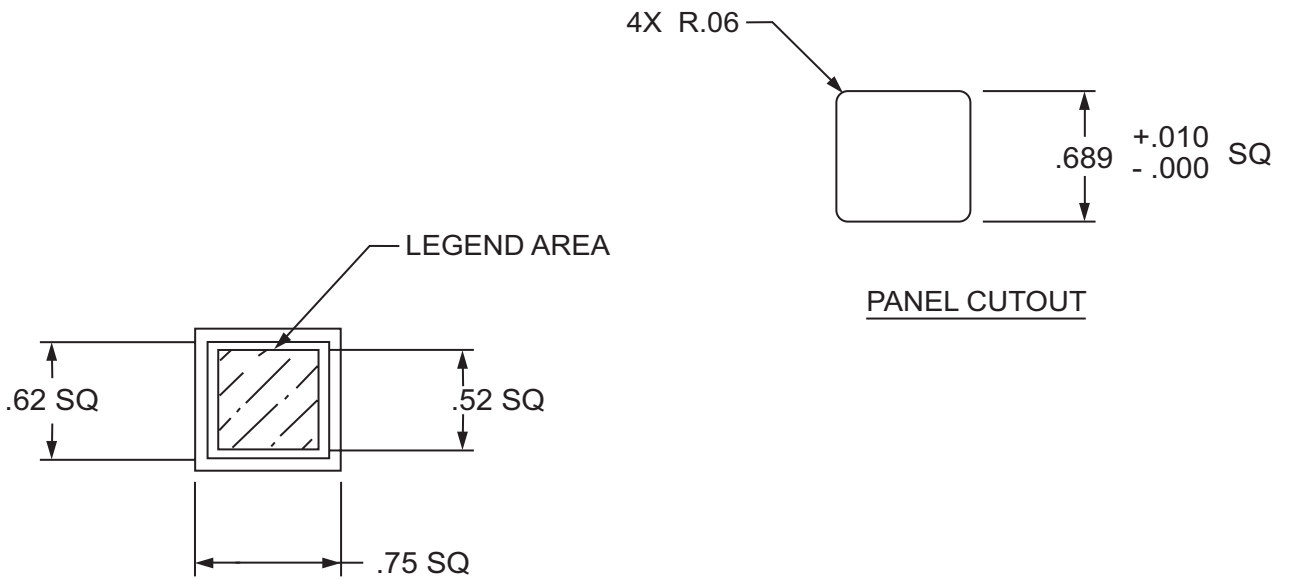 4X R.06
.689 +.010 SQ
- .000
PANEL CUTOUT
LEGEND AREA
.62 SQ
.52 SQ
.75 SQ